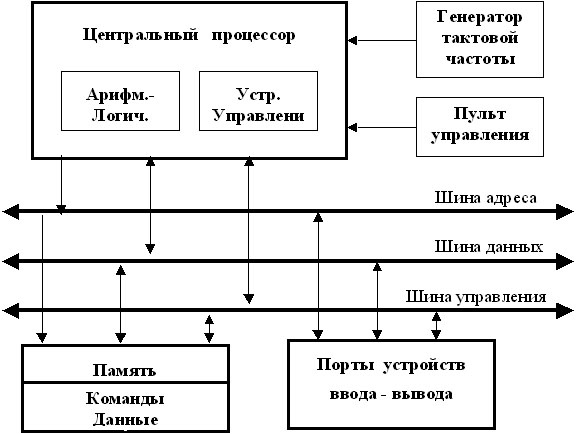 Центральный процессор
Арифм.-
Логич.
Устр.
Управлени
Генератор
тактовой
частоты
Пульт
управления
Шина адреса
Шина данных
Шина управления
Память
Команды
Данные
Порты устройств
ввода - вывода